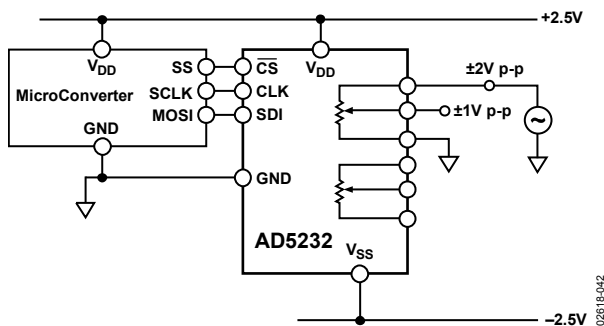 +2.5V
±2V p-p
VDD
VDD
SS
CS
MicroConverter
SCLK
CLK
±1V p-p
~
MOSI
SDI
GND
GND
AD5232
VSS
–2.5V
02618-042